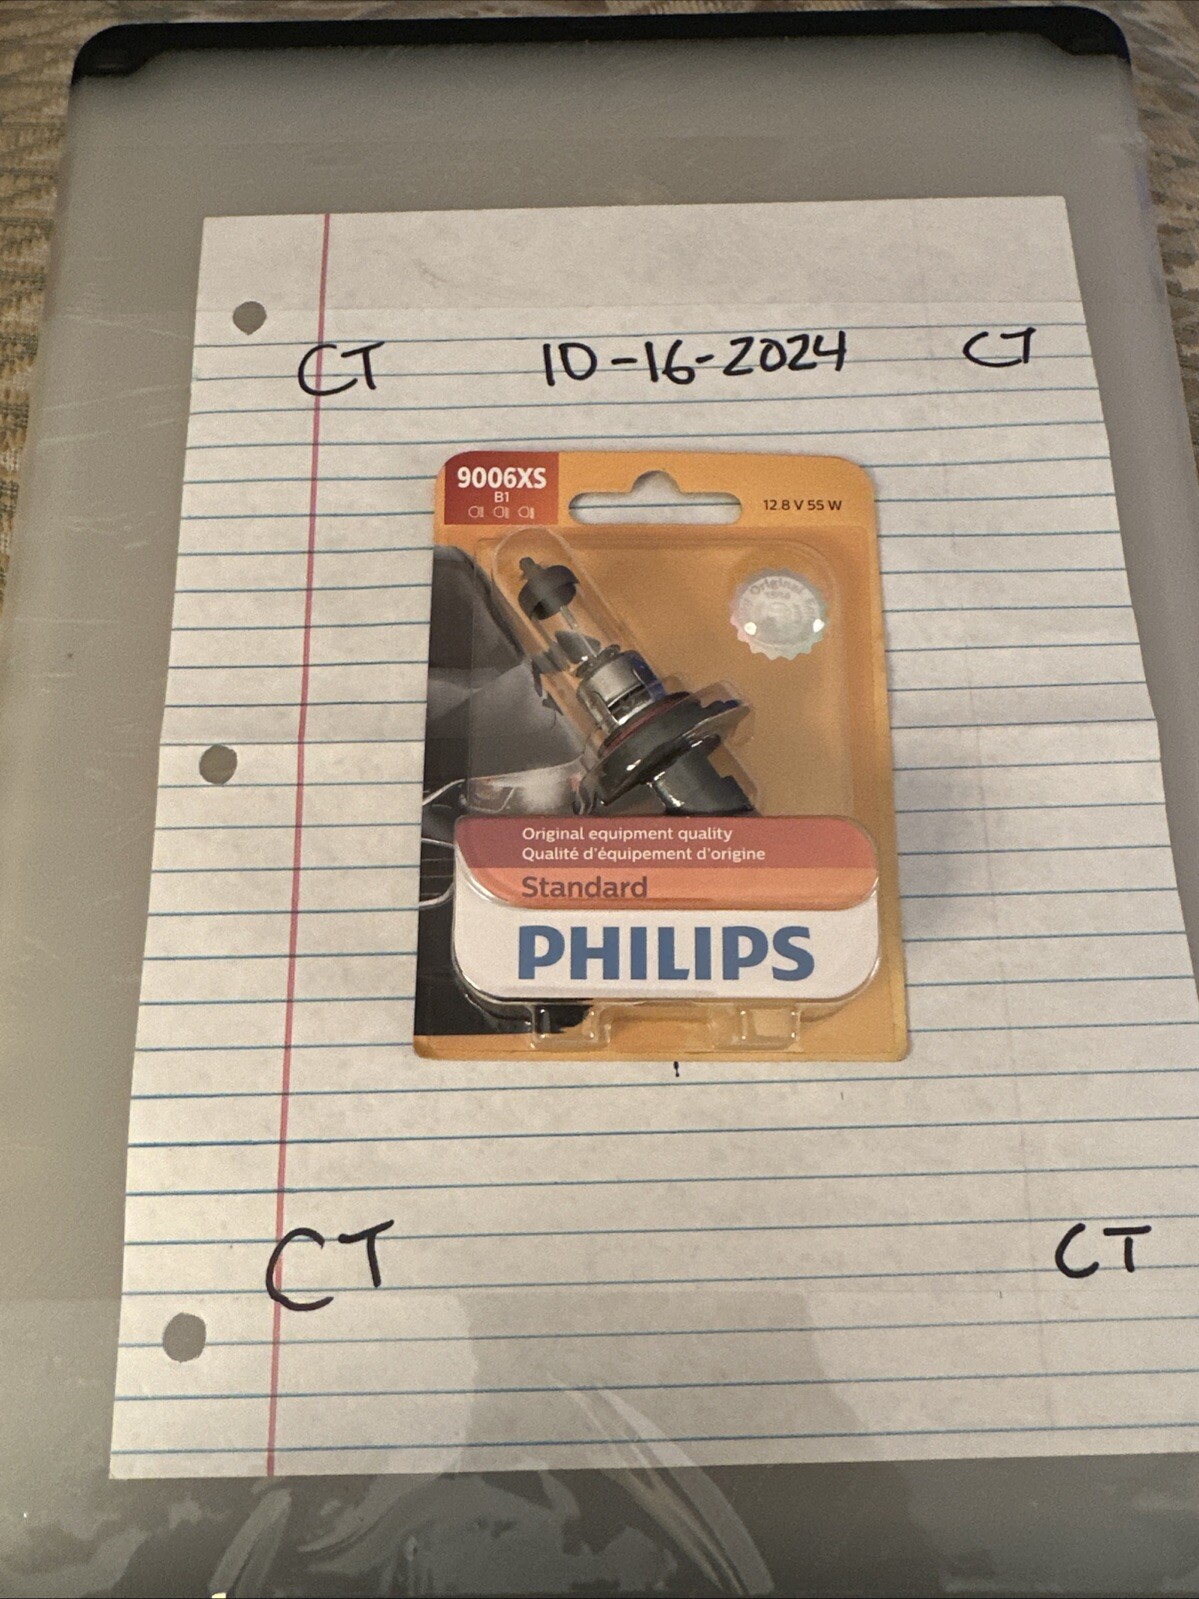 CT 10-16-2024 CT
9006XS
B1
12.8 V 55 W
Original
Original equipment quality
Qualité d'équipement d'origine
Standard
PHILIPS
CT CT